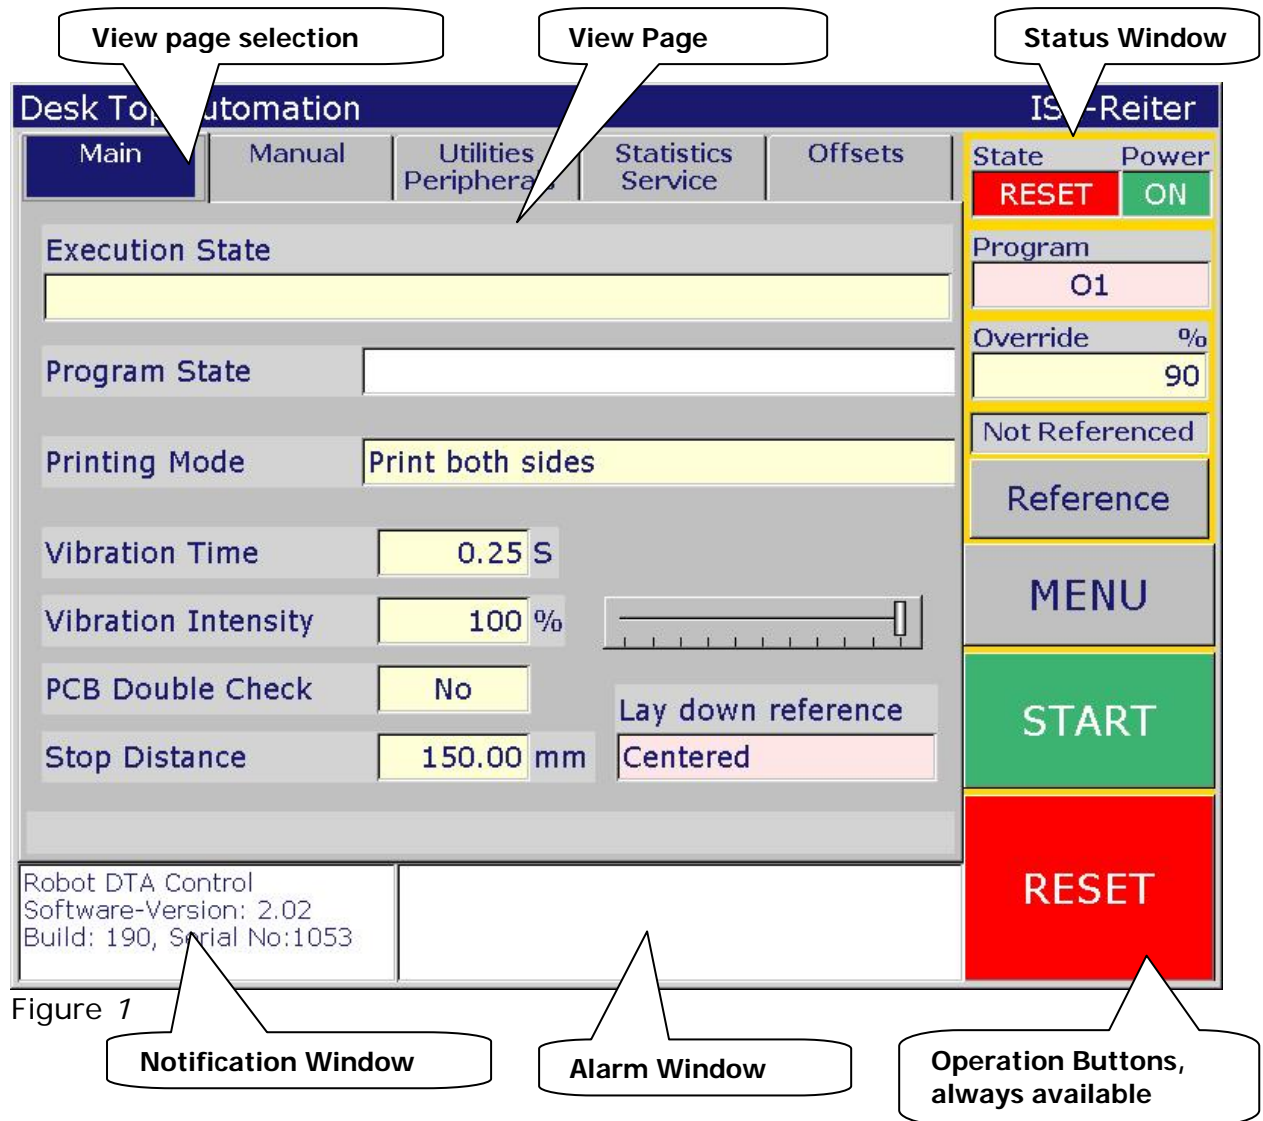 View page selection
View Page
Status Window
Desk Top utomation
IS -Reiter
Main
Manual
Utilities
Peripherals
Statistics
Service
Offsets
State Power
RESET ON
Program
O1
Override %
90
Not Referenced
Reference
MENU
START
RESET
Execution State
Program State
Printing Mode Print both sides
Vibration Time 0.25 S
Vibration Intensity 100 %
PCB Double Check No
Lay down reference
Stop Distance 150.00 mm
Centered
Robot DTA Control
Software-Version: 2.02
Build: 190, Serial No:1053
Figure 1
Notification Window
Alarm Window
Operation Buttons,
always available